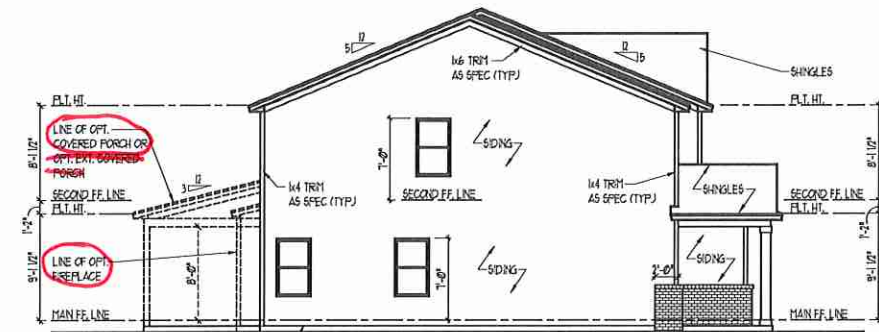 12
5
12
5
1x6 TRIM
AS SPEC (TYP.)
SHINGLES
PLT. HT.
PLT. HT.
LINE OF OPT.
COVERED PORCH OR
OPT. EXT. COVERED
PORCH
8'-1 1/2"
7'-0"
SIDING
8'-1 1/2"
12
3
1x4 TRIM
AS SPEC (TYP.)
SECOND F.F. LINE
1x4 TRIM
AS SPEC (TYP.)
SHINGLES
SECOND F.F. LINE
PLT. HT.
SECOND F.F. LINE
PLT. HT.
1'-2"
1'-2"
LINE OF OPT.
FIREPLACE
9'-1 1/2"
8'-0"
7'-0"
SIDING
2'-0"
SIDING
9'-1 1/2"
MAIN F.F. LINE
MAIN F.F. LINE